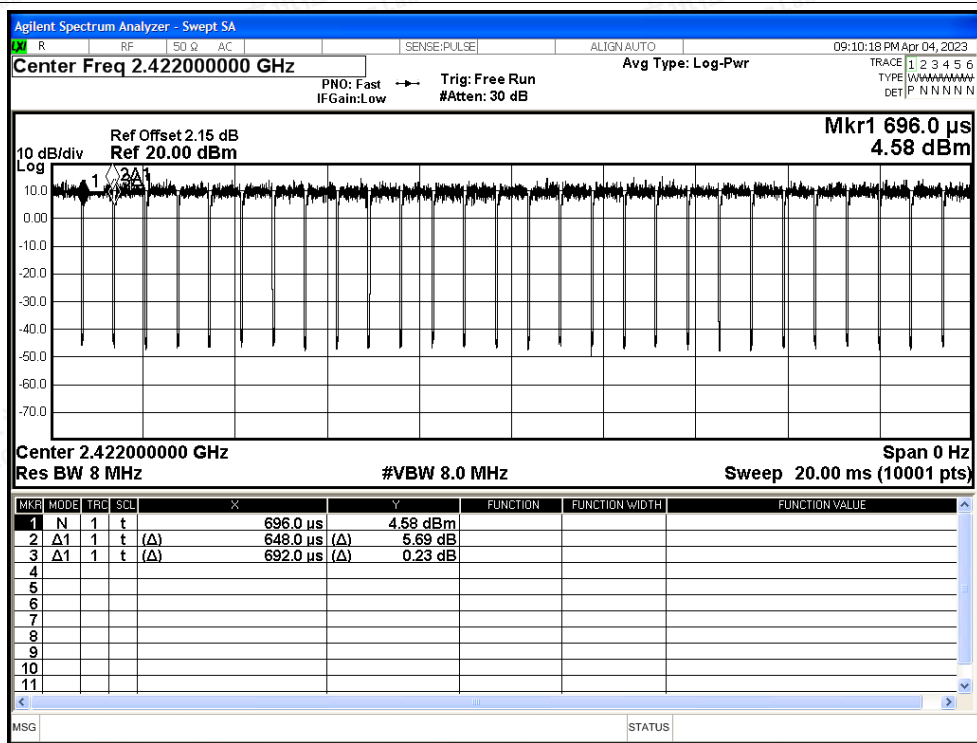 Agilent Spectrum Analyzer - Swept SA
LXI R RF 50 Ω AC SENSE:PULSE ALIGN AUTO 09:10:18 PM Apr 04, 2023
Center Freq 2.422000000 GHz
PNO: Fast
IFGain:Low
Trig: Free Run
#Atten: 30 dB
Avg Type: Log-Pwr
TRACE 1 2 3 4 5 6
TYPE WWWWWW
DET P N N N N N
Ref Offset 2.15 dB
10 dB/div Ref 20.00 dBm
Log
Mkr1 696.0 µs
4.58 dBm
1 2Δ1
10.0
0.00
-10.0
-20.0
-30.0
-40.0
-50.0
-60.0
-70.0
Center 2.422000000 GHz Span 0 Hz
Res BW 8 MHz #VBW 8.0 MHz Sweep 20.00 ms (10001 pts)
MKR MODE TRC SCL X Y FUNCTION FUNCTION WIDTH FUNCTION VALUE
1 N 1 t 696.0 µs 4.58 dBm
2 Δ1 1 t (Δ) 648.0 µs (Δ) 5.69 dB
3 Δ1 1 t (Δ) 692.0 µs (Δ) 0.23 dB
4
5
6
7
8
9
10
11
MSG STATUS